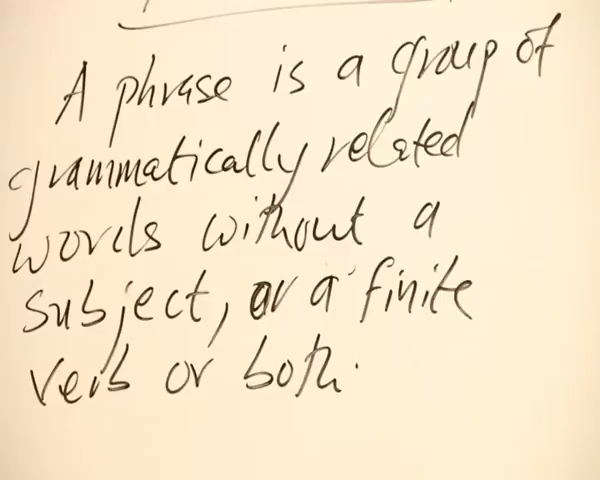 A phrase is a group of
grammatically related
words without a
subject, or a finite
verb or both.